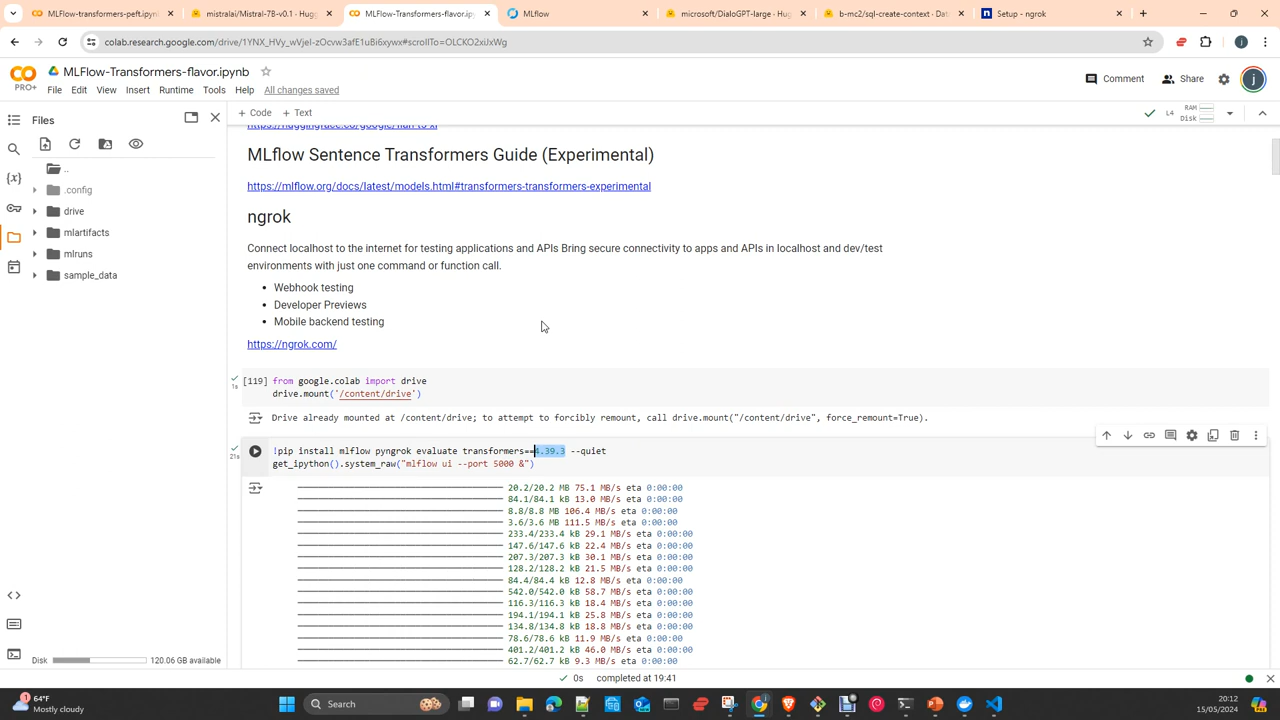 MLFlow-transformers-peft.ipynb
mistralai/Mistral-7B-v0.1 · Hugg
MLFlow-Transformers-flavor.ipy
MLflow
microsoft/DialoGPT-large · Hug
b-mc2/sql-create-context · Dat
Setup - ngrok
colab.research.google.com/drive/1YNX_HVy_wVjeI-zOcvw3afE1uBi6xywx#scrollTo=OLCKO2xiJxWg
PRO+
MLFlow-Transformers-flavor.ipynb
Comment
Share
j
File Edit View Insert Runtime Tools Help All changes saved
Files
+ Code + Text
L4 RAM
Disk
..
.config
drive
mlartifacts
mlruns
sample_data
https://huggingface.co/google/flan-t5-xl
MLflow Sentence Transformers Guide (Experimental)
https://mlflow.org/docs/latest/models.html#transformers-transformers-experimental
ngrok
Connect localhost to the internet for testing applications and APIs Bring secure connectivity to apps and APIs in localhost and dev/test
environments with just one command or function call.
• Webhook testing
• Developer Previews
• Mobile backend testing
https://ngrok.com/
[119] from google.colab import drive
1s
drive.mount('/content/drive')
Drive already mounted at /content/drive; to attempt to forcibly remount, call drive.mount("/content/drive", force_remount=True).
!pip install mlflow pyngrok evaluate transformers==4.39.3 --quiet
21s
get_ipython().system_raw("mlflow ui --port 5000 &")
20.2/20.2 MB 75.1 MB/s eta 0:00:00
84.1/84.1 kB 13.0 MB/s eta 0:00:00
8.8/8.8 MB 106.4 MB/s eta 0:00:00
3.6/3.6 MB 111.5 MB/s eta 0:00:00
233.4/233.4 kB 29.1 MB/s eta 0:00:00
147.6/147.6 kB 22.4 MB/s eta 0:00:00
207.3/207.3 kB 30.1 MB/s eta 0:00:00
128.2/128.2 kB 21.5 MB/s eta 0:00:00
84.4/84.4 kB 12.8 MB/s eta 0:00:00
542.0/542.0 kB 58.7 MB/s eta 0:00:00
116.3/116.3 kB 18.4 MB/s eta 0:00:00
194.1/194.1 kB 25.8 MB/s eta 0:00:00
134.8/134.8 kB 18.8 MB/s eta 0:00:00
78.6/78.6 kB 11.9 MB/s eta 0:00:00
401.2/401.2 kB 46.0 MB/s eta 0:00:00
62.7/62.7 kB 9.3 MB/s eta 0:00:00
Disk
120.06 GB available
0s completed at 19:41
64°F
Mostly cloudy
Search
20:12
15/05/2024